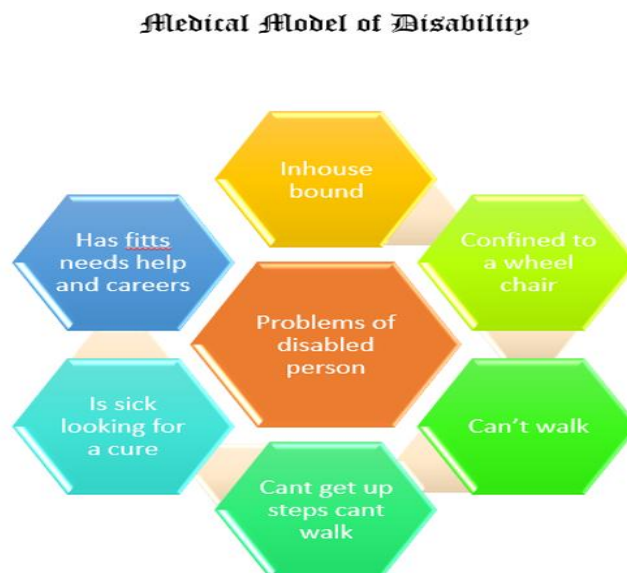 Medical Model of Disability
Inhouse
bound
Has fitts
needs help
and careers
Confined to
a wheel
chair
Problems of
disabled
person
Is sick
looking for
a cure
Can't walk
Cant get up
steps cant
walk